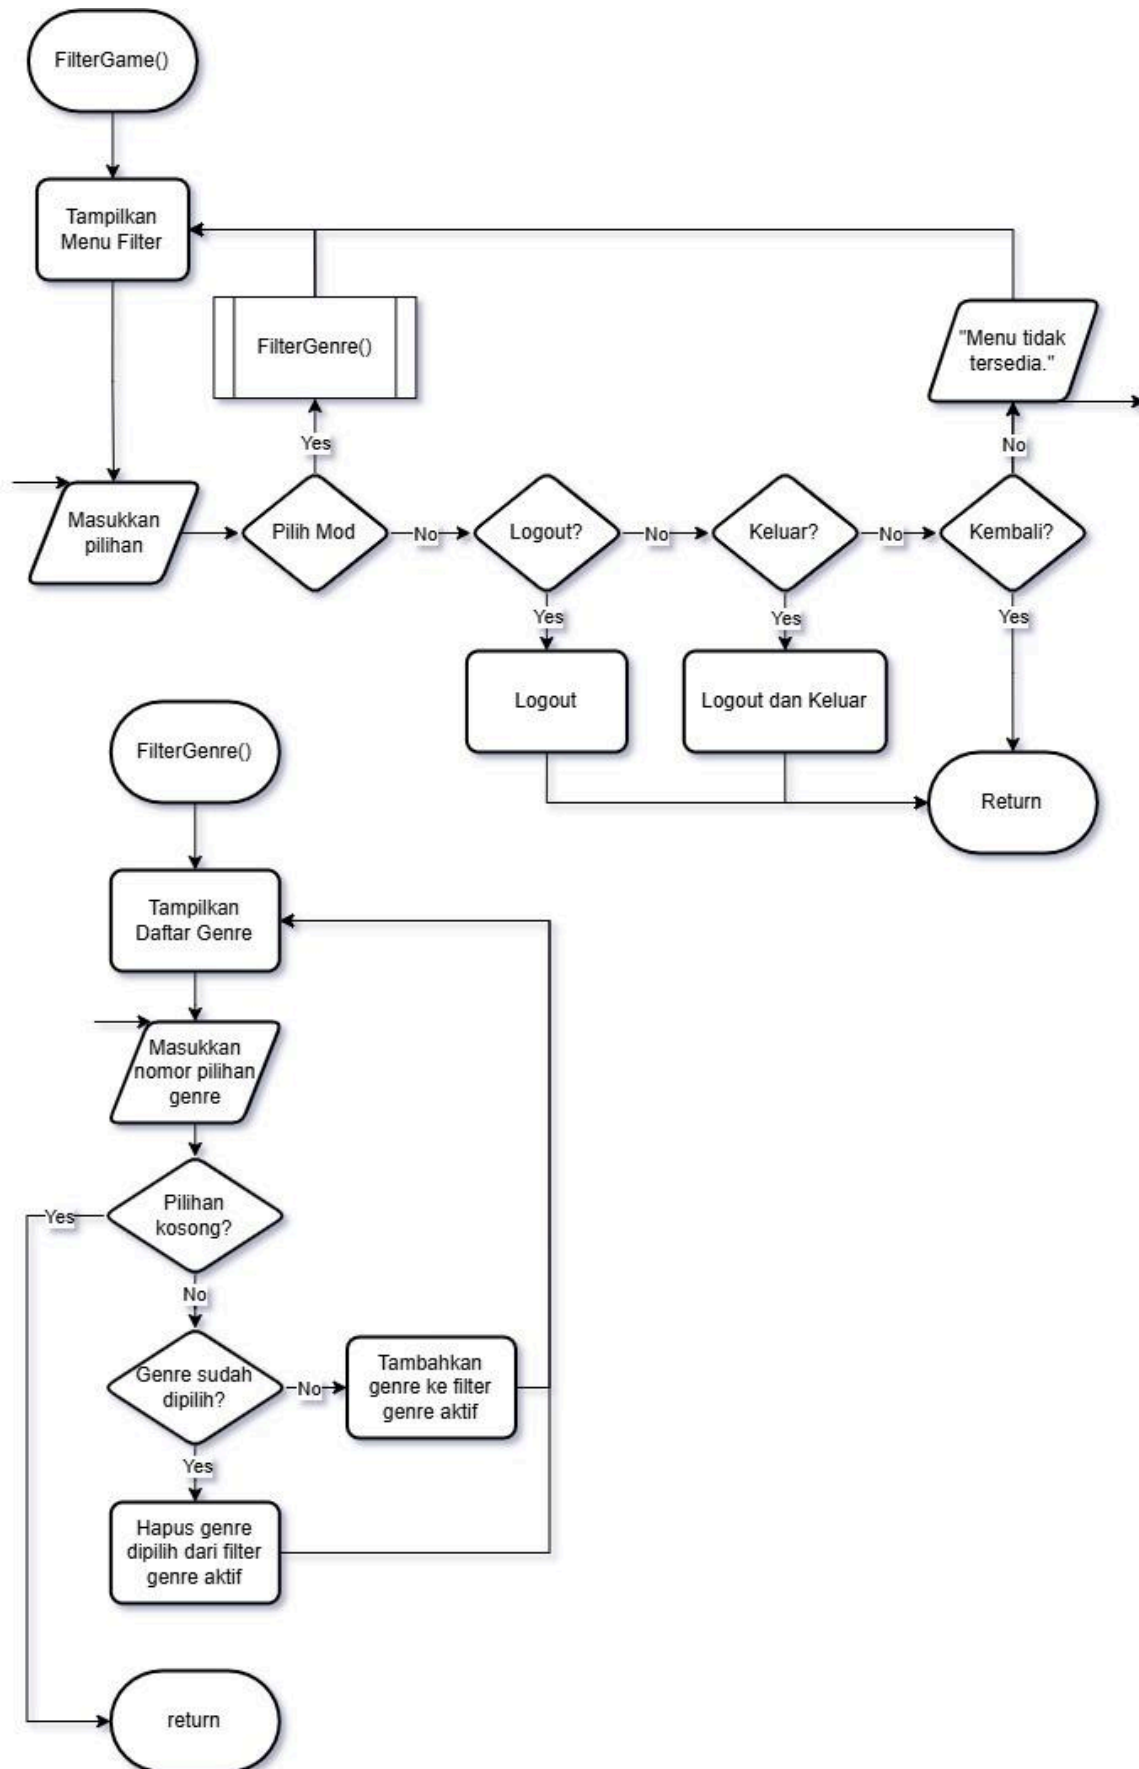 FilterGame()
Tampilkan
Menu Filter
FilterGenre()
"Menu tidak
tersedia."
Yes
No
Masukkan
pilihan
Pilih Mod
No
Logout?
No
Keluar?
No
Kembali?
Yes
Yes
Yes
Logout
Logout dan Keluar
Return
FilterGenre()
Tampilkan
Daftar Genre
Masukkan
nomor pilihan
genre
Pilihan
kosong?
Yes
No
Genre sudah
dipilih?
No
Tambahkan
genre ke filter
genre aktif
Yes
Hapus genre
dipilih dari filter
genre aktif
return